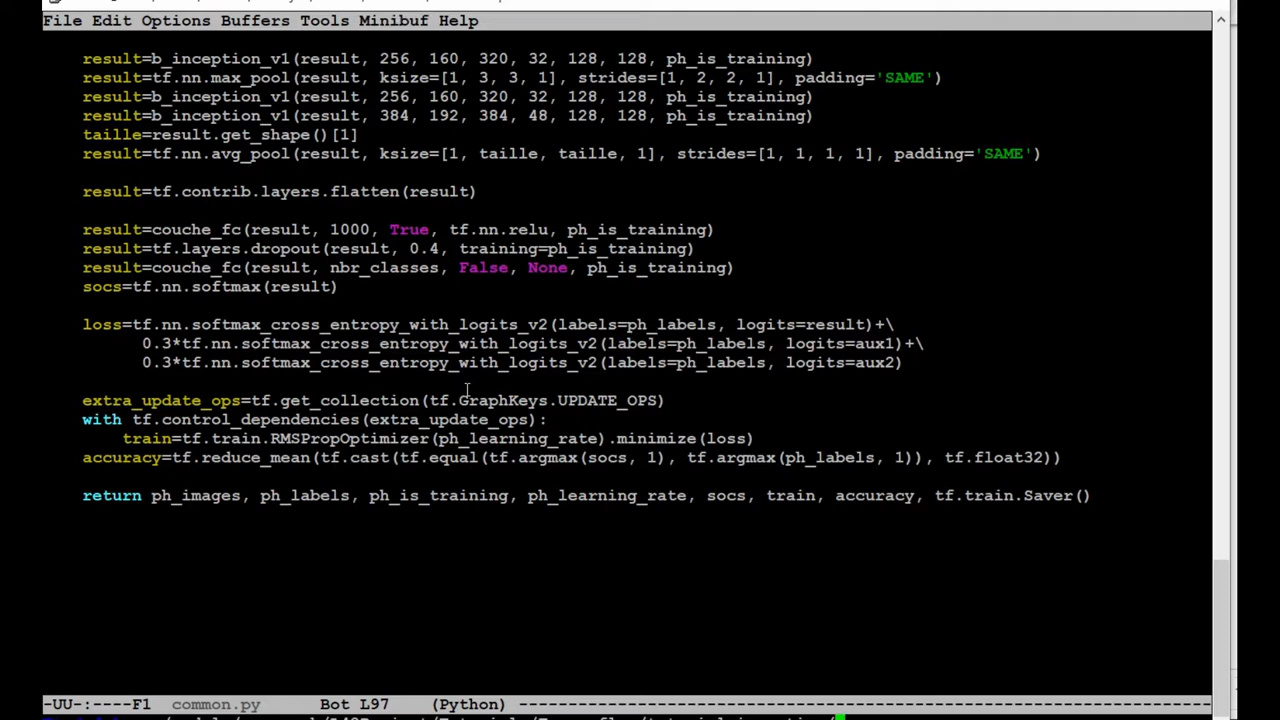 File Edit Options Buffers Tools Minibuf Help
result=b_inception_v1(result, 256, 160, 320, 32, 128, 128, ph_is_training)
result=tf.nn.max_pool(result, ksize=[1, 3, 3, 1], strides=[1, 2, 2, 1], padding='SAME')
result=b_inception_v1(result, 256, 160, 320, 32, 128, 128, ph_is_training)
result=b_inception_v1(result, 384, 192, 384, 48, 128, 128, ph_is_training)
taille=result.get_shape()[1]
result=tf.nn.avg_pool(result, ksize=[1, taille, taille, 1], strides=[1, 1, 1, 1], padding='SAME')
result=tf.contrib.layers.flatten(result)
result=couche_fc(result, 1000, True, tf.nn.relu, ph_is_training)
result=tf.layers.dropout(result, 0.4, training=ph_is_training)
result=couche_fc(result, nbr_classes, False, None, ph_is_training)
socs=tf.nn.softmax(result)
loss=tf.nn.softmax_cross_entropy_with_logits_v2(labels=ph_labels, logits=result)+\
0.3*tf.nn.softmax_cross_entropy_with_logits_v2(labels=ph_labels, logits=aux1)+\
0.3*tf.nn.softmax_cross_entropy_with_logits_v2(labels=ph_labels, logits=aux2)
extra_update_ops=tf.get_collection(tf.GraphKeys.UPDATE_OPS)
with tf.control_dependencies(extra_update_ops):
train=tf.train.RMSPropOptimizer(ph_learning_rate).minimize(loss)
accuracy=tf.reduce_mean(tf.cast(tf.equal(tf.argmax(socs, 1), tf.argmax(ph_labels, 1)), tf.float32))
return ph_images, ph_labels, ph_is_training, ph_learning_rate, socs, train, accuracy, tf.train.Saver()
-UU-:----F1 common.py Bot L97 (Python)